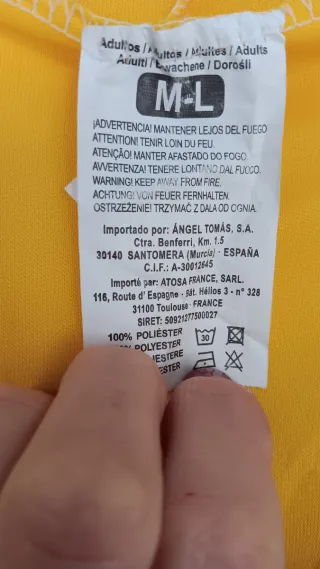 Adultos / Adultos / Adultes / Adults
Adulti / Erwachene / Dorośli
M-L
¡ADVERTENCIA! MANTENER LEJOS DEL FUEGO
ATTENTION! TENIR LOIN DU FEU.
ATENÇÃO! MANTER AFASTADO DO FOGO.
AVVERTENZA! TENERE LONTANO DAL FUOCO.
WARNING! KEEP AWAY FROM FIRE.
ACHTUNG! VON FEUER FERNHALTEN.
OSTRZEŻENIE! TRZYMAĆ Z DALA OD OGNIA.
Importado por: ÁNGEL TOMÁS, S.A.
Ctra. Benferri, Km. 1.5
30140 SANTOMERA (Murcia) · ESPAÑA
C.I.F.: A-30012645
Importé par: ATOSA FRANCE, SARL.
116, Route d' Espagne · Bât. Hélios 3 - nº 328
31100 Toulouse · FRANCE
SIRET: 50921277500027
100% POLIÉSTER 30
POLYESTER